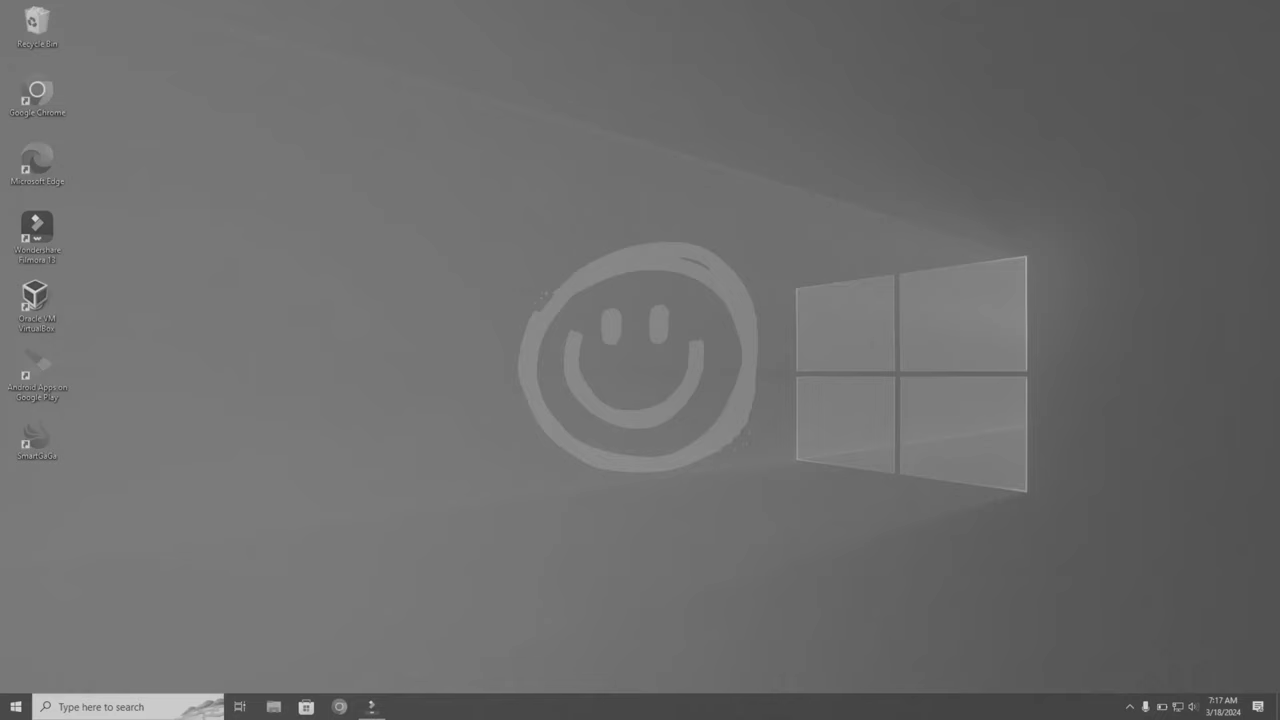 Recycle Bin
Google Chrome
Microsoft Edge
Wondershare
Filmora 13
Oracle VM
VirtualBox
Android Apps on
Google Play
SmartGaGa
Type here to search
7:17 AM
3/18/2024